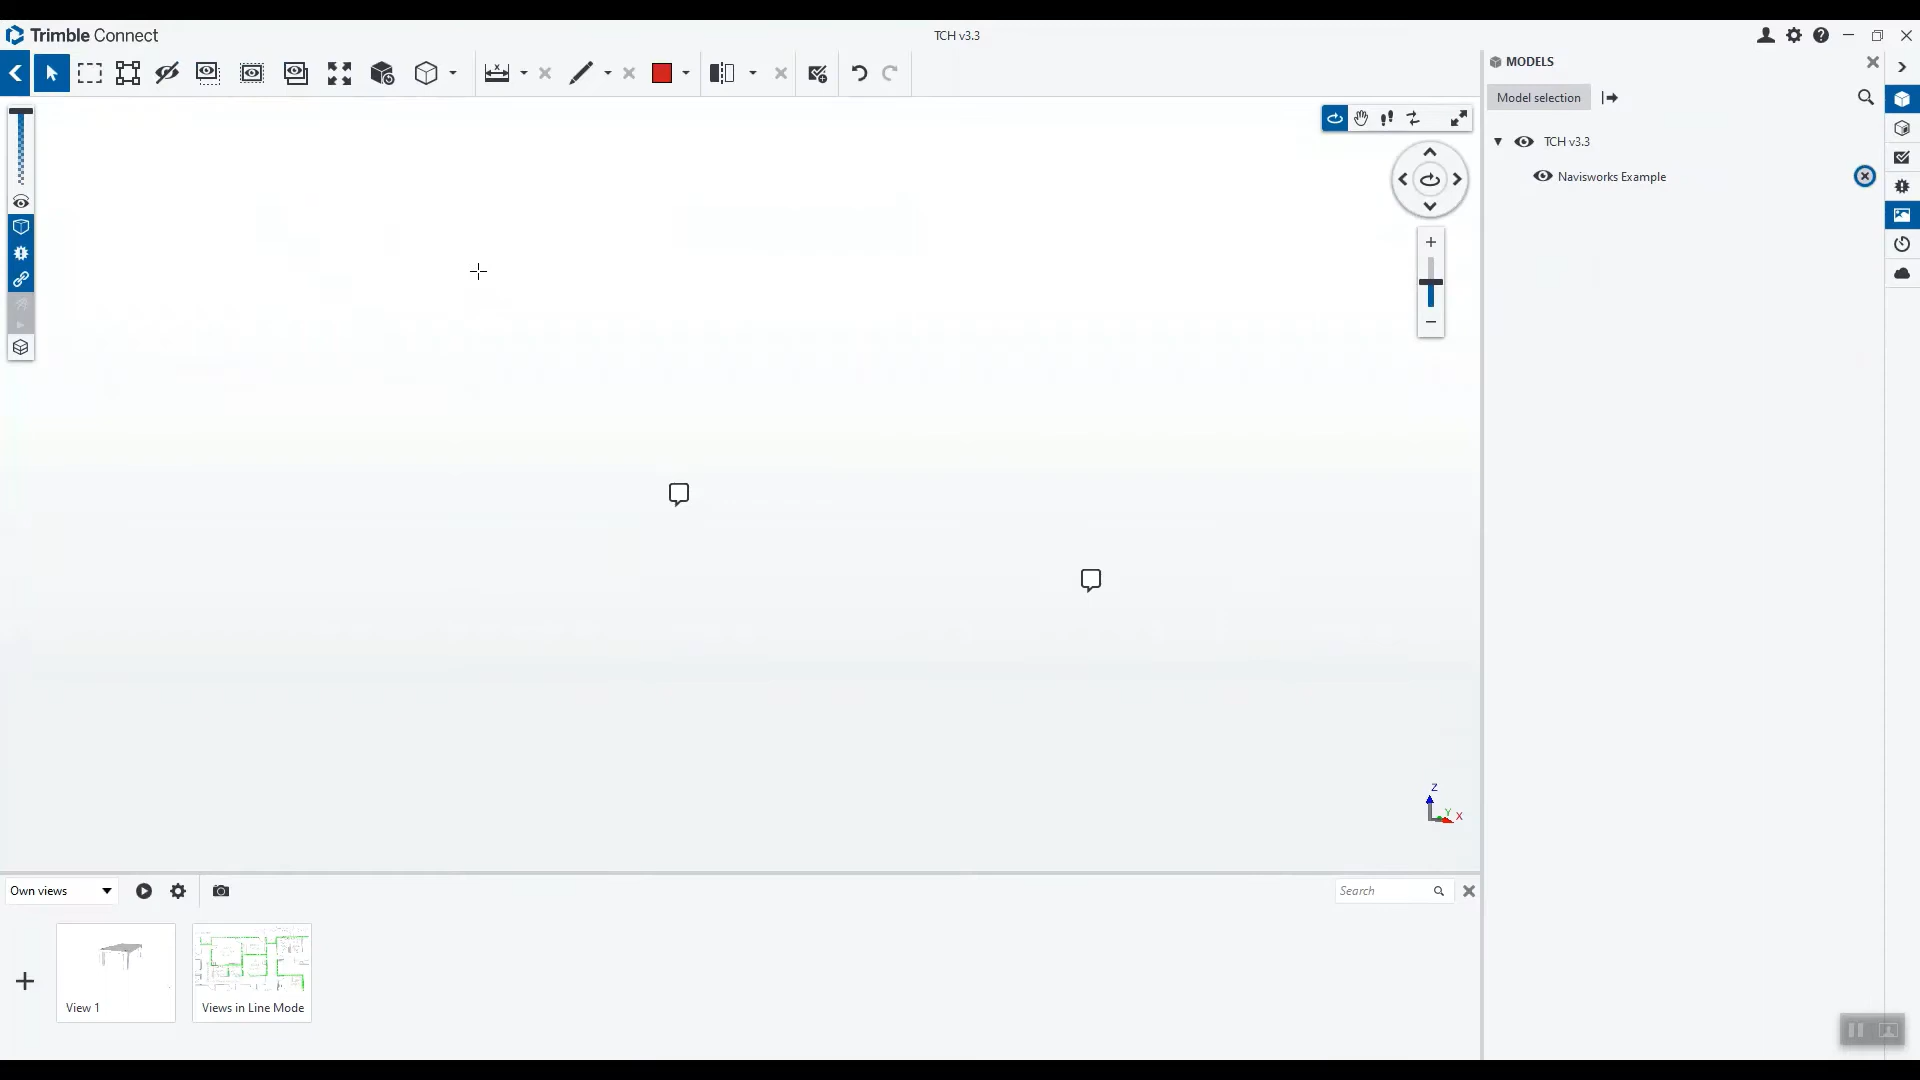 Trimble Connect
TCH v3.3
MODELS
Model selection
TCH v3.3
Navisworks Example
Z
Y
X
Own views
Search
View 1
Views in Line Mode